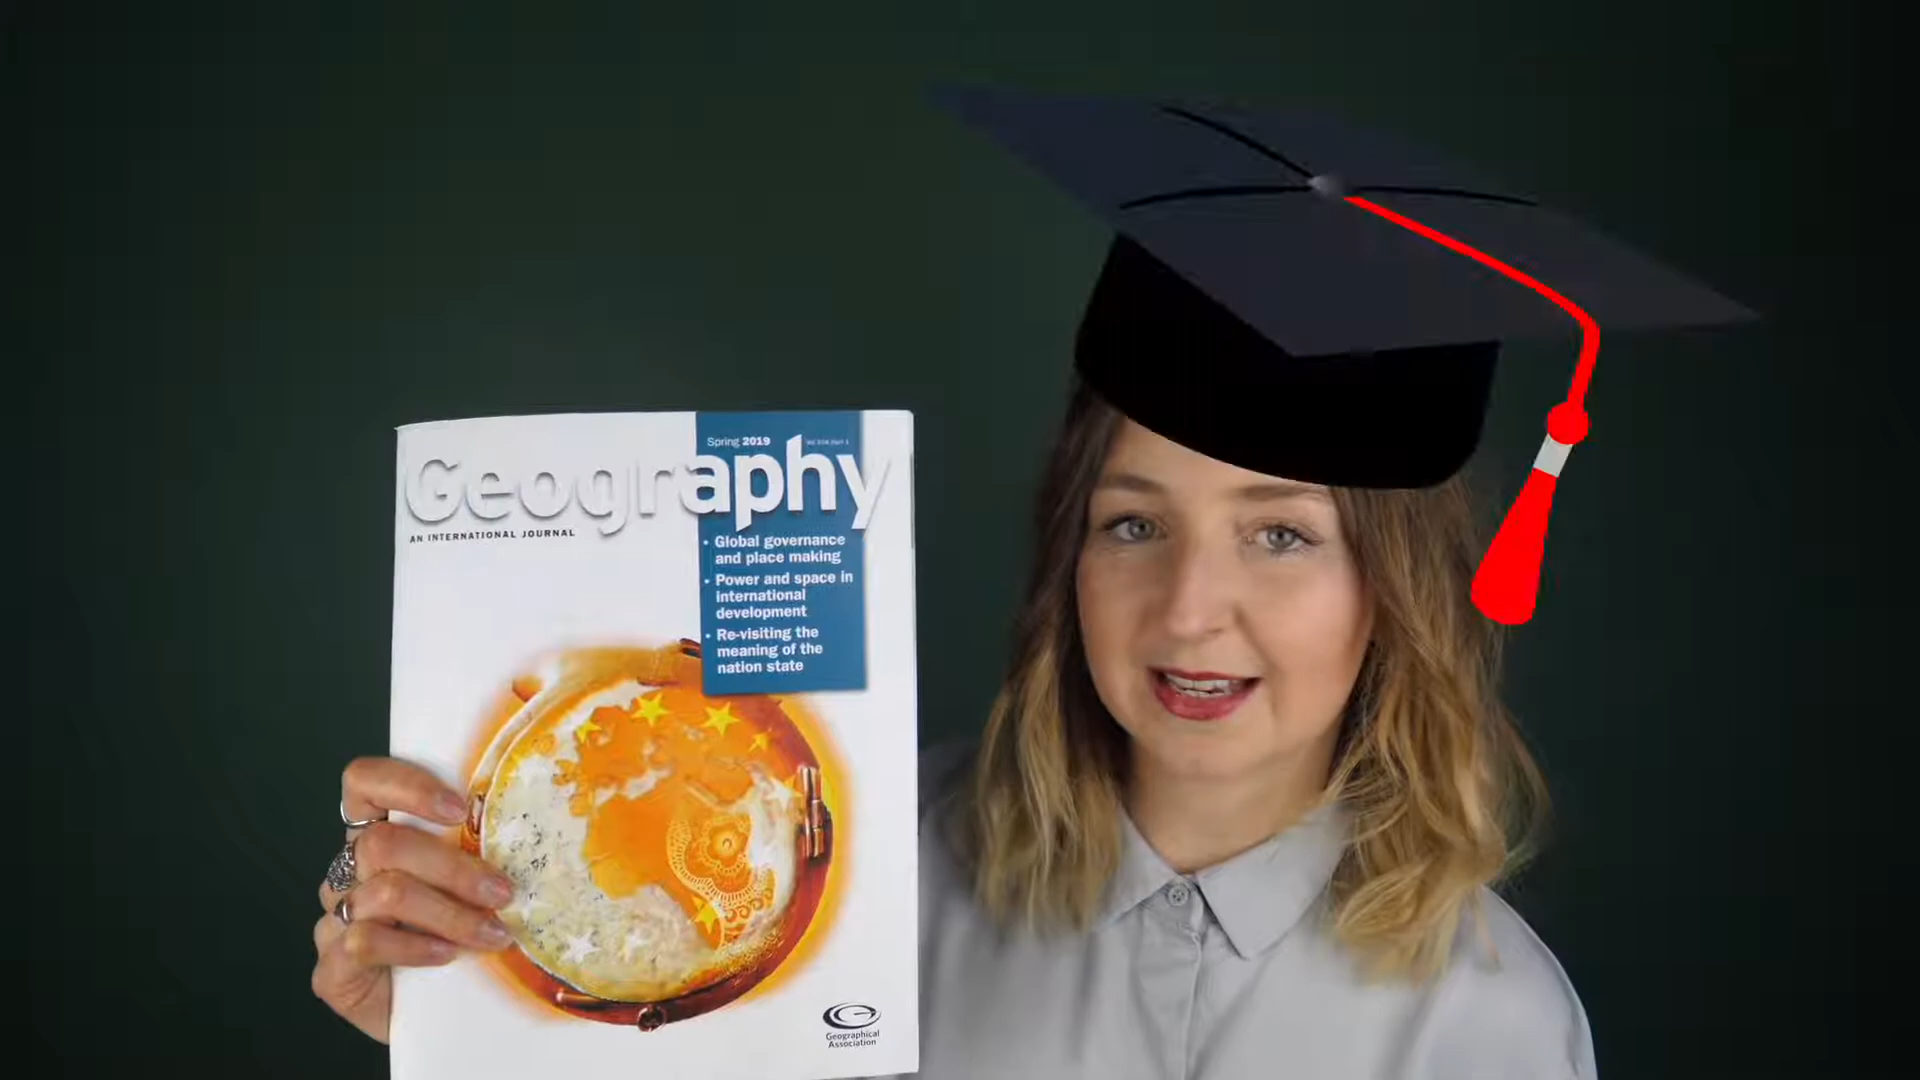 Spring 2019
Geography
AN INTERNATIONAL JOURNAL
• Global governance
and place making
• Power and space in
international
development
• Re-visiting the
meaning of the
nation state
Geographical
Association